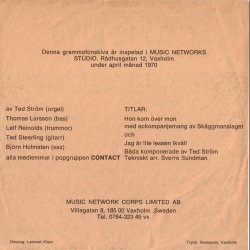 Denna grammofonskiva är inspelad i MUSIC NETWORKS
STUDIO, Rådhusgatan 12, Vaxholm
under april månad 1970
av Ted Ström (orgel)
Thomas Larsson (bas)
Leif Reinolds (trummor)
Ted Steerling (gitarr)
Björn Holmsten (sax)
alla medlemmar i popgruppen CONTACT
TITLAR:
Hon kom över mon
med ackompanjemang av Skäggmanslaget
och
Jag är lite lessen ikväll
Båda komponerade av Ted Ström
Tekniskt arr. Sverre Sundman
MUSIC NETWORK CORPS LIMITED AB
Villagatan 8, 185 00 Vaxholm, Sweden
Tel. 0764-323 45 vx
Omslag: Lennart Klein
Tryck: Svenoprint, Vaxholm